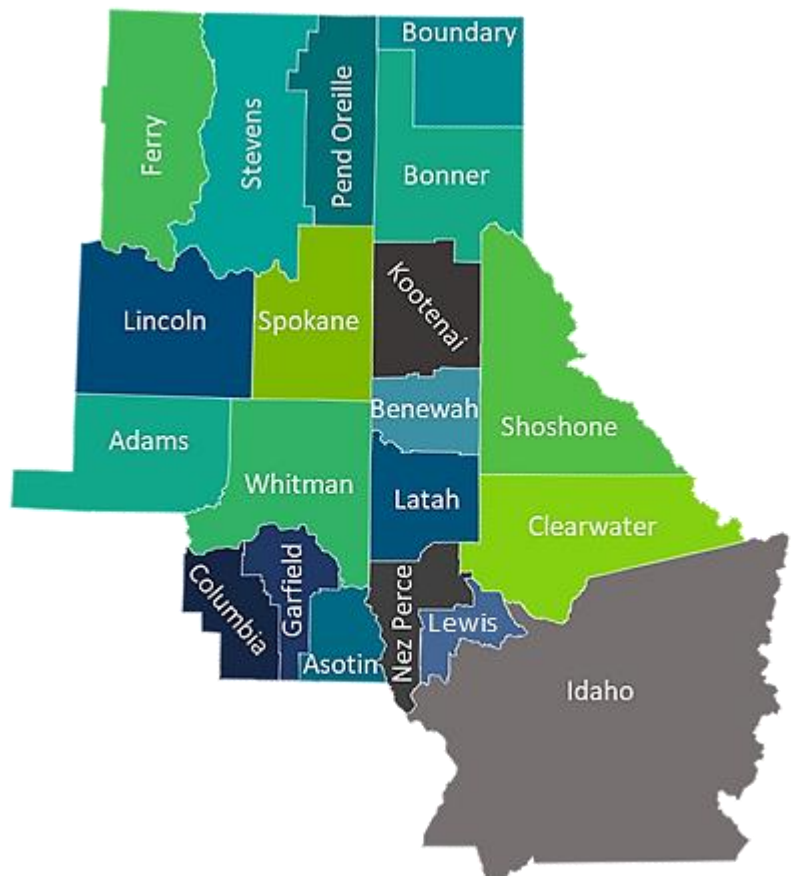 Boundary
Ferry
Stevens
Pend Oreille
Bonner
Lincoln
Spokane
Kootenai
Adams
Benewah
Shoshone
Whitman
Latah
Clearwater
Columbia
Garfield
Asotin
Nez Perce
Lewis
Idaho